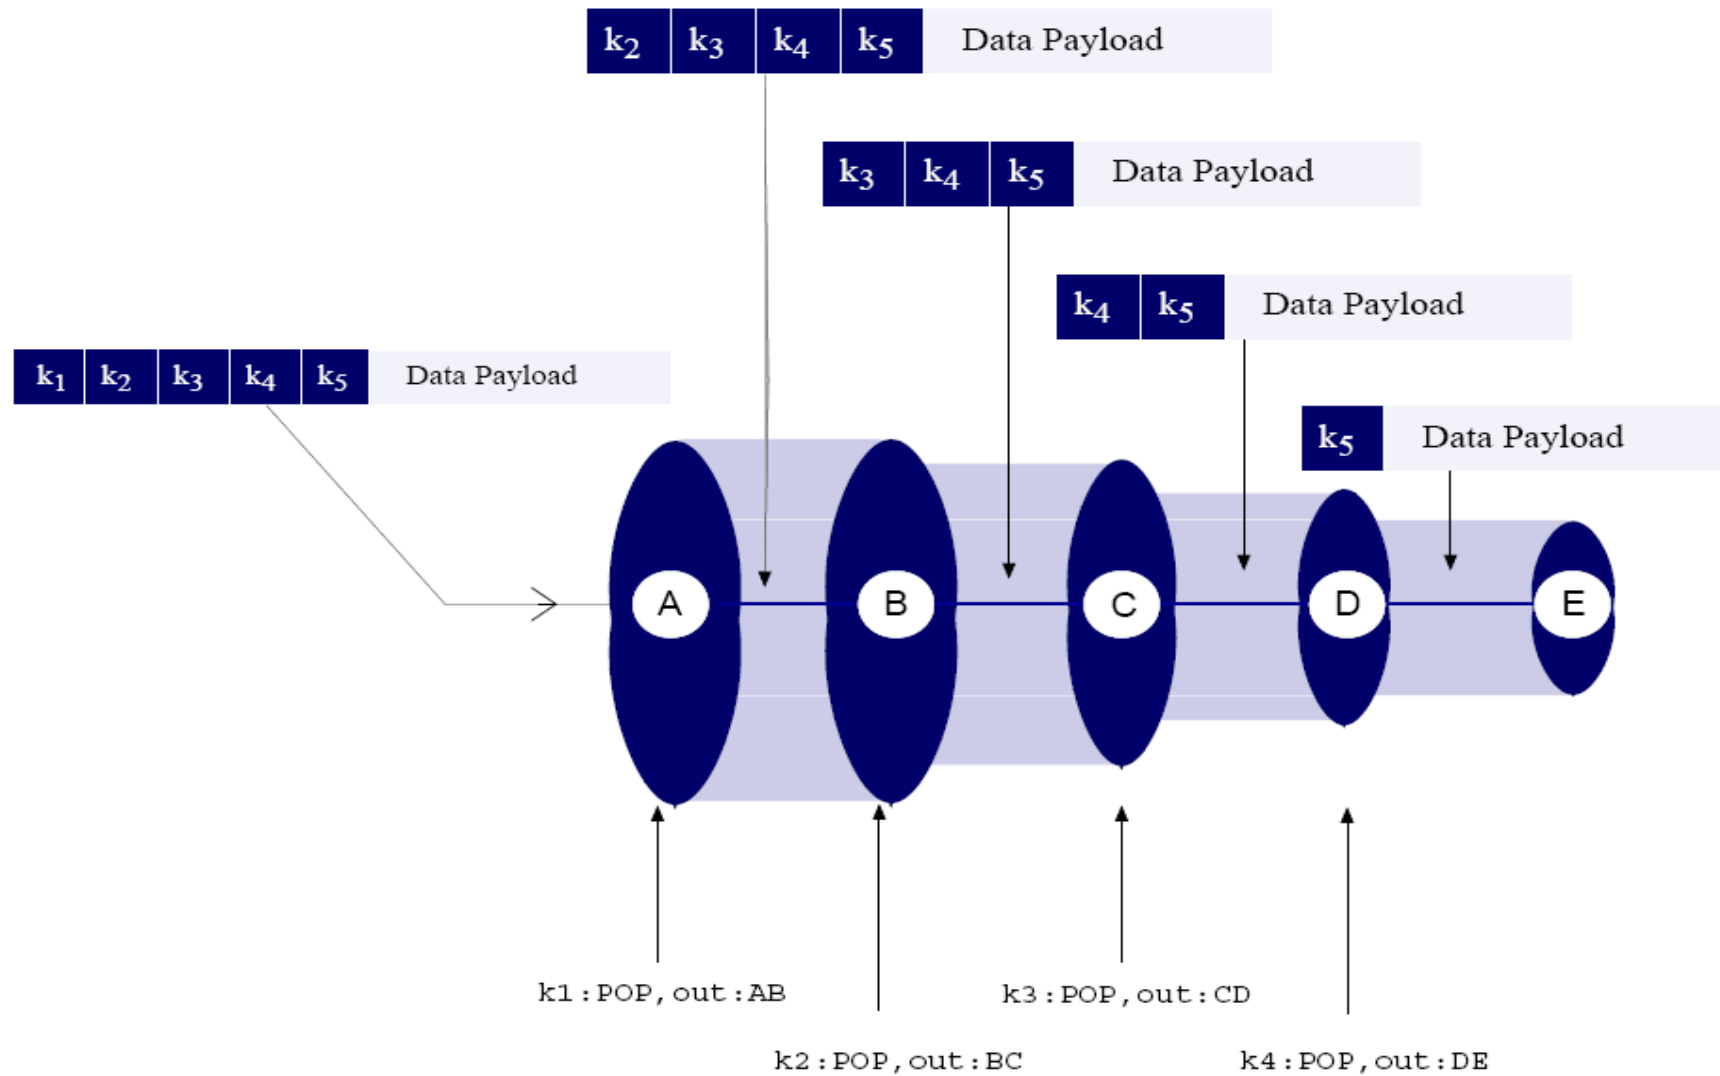 k2 k3 k4 k5 Data Payload
k3 k4 k5 Data Payload
k4 k5 Data Payload
k1 k2 k3 k4 k5 Data Payload
k5 Data Payload
A B C D E
k1:POP,out:AB
k3:POP,out:CD
k2:POP,out:BC
k4:POP,out:DE